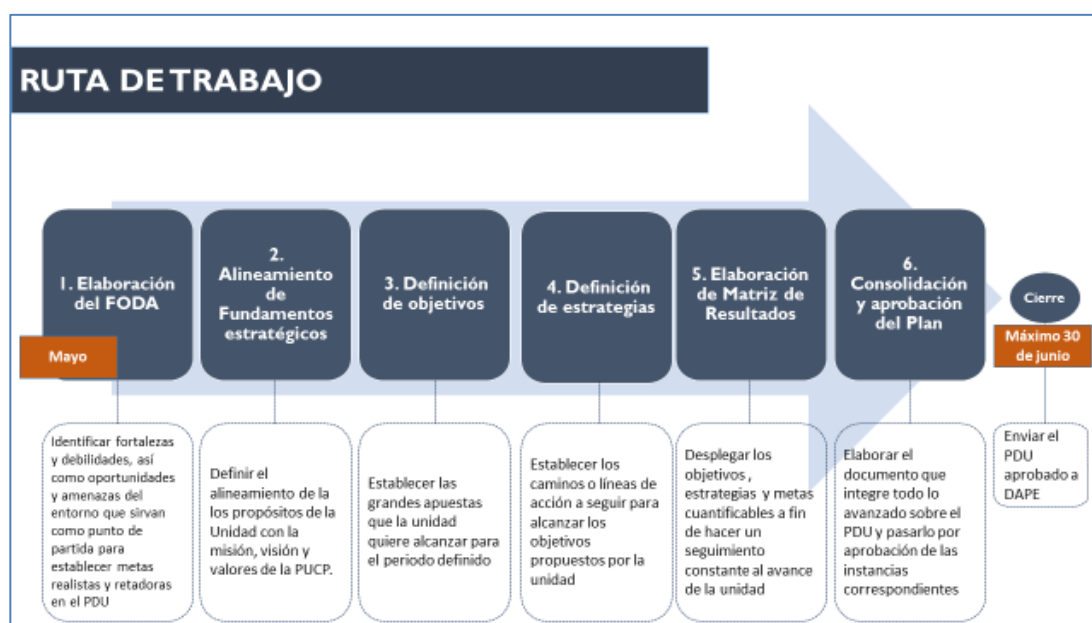 RUTA DE TRABAJO
1. Elaboración
del FODA
Mayo
Identificar fortalezas
y debilidades, así
como oportunidades
y amenazas del
entorno que sirvan
como punto de
partida para
establecer metas
realistas y retadoras
en el PDU
2.
Alineamiento
de
Fundamentos
estratégicos
Definir el
alineamiento de la
los propósitos de la
Unidad con la
misión, visión y
valores de la PUCP.
3. Definición
de objetivos
Establecer las
grandes apuestas
que la unidad
quiere alcanzar para
el periodo definido
4. Definición
de estrategias
Establecer los
caminos o líneas de
acción a seguir para
alcanzar los
objetivos
propuestos por la
unidad
5. Elaboración
de Matriz de
Resultados
Desplegar los
objetivos ,
estrategias y metas
cuantificables a fin
de hacer un
seguimiento
constante al avance
de la unidad
6.
Consolidación
y aprobación
del Plan
Elaborar el
documento que
integre todo lo
avanzado sobre el
PDU y pasarlo por
aprobación de las
instancias
correspondientes
Cierre
Máximo 30
de junio
Enviar el
PDU
aprobado a
DAPE